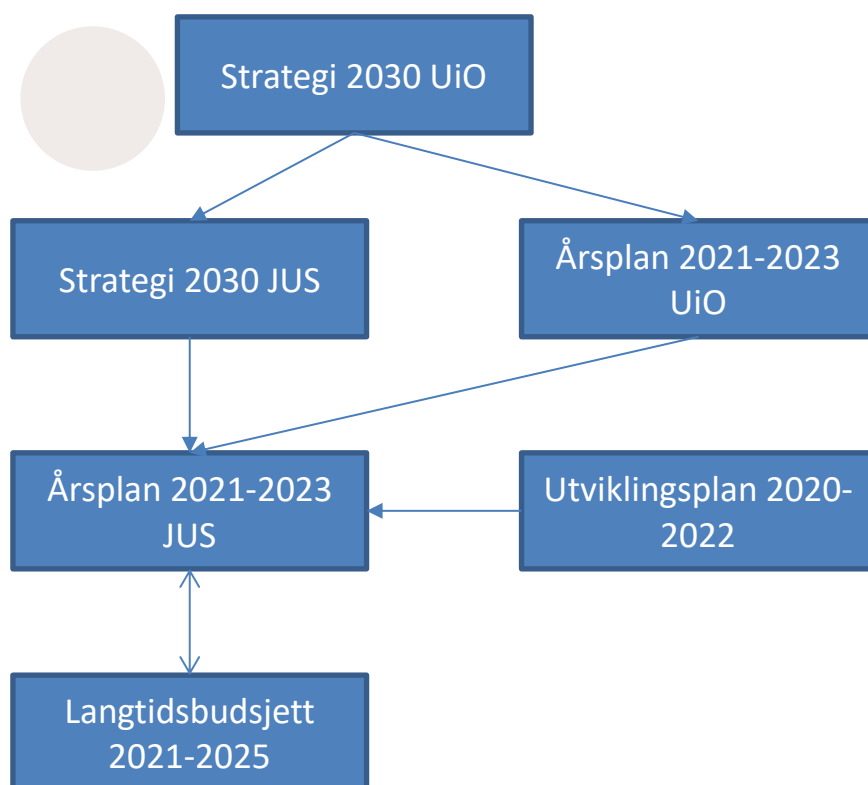 Strategi 2030 UiO
Strategi 2030 JUS
Årsplan 2021-2023
UiO
Årsplan 2021-2023
JUS
Utviklingsplan 2020-
2022
Langtidsbudsjett
2021-2025